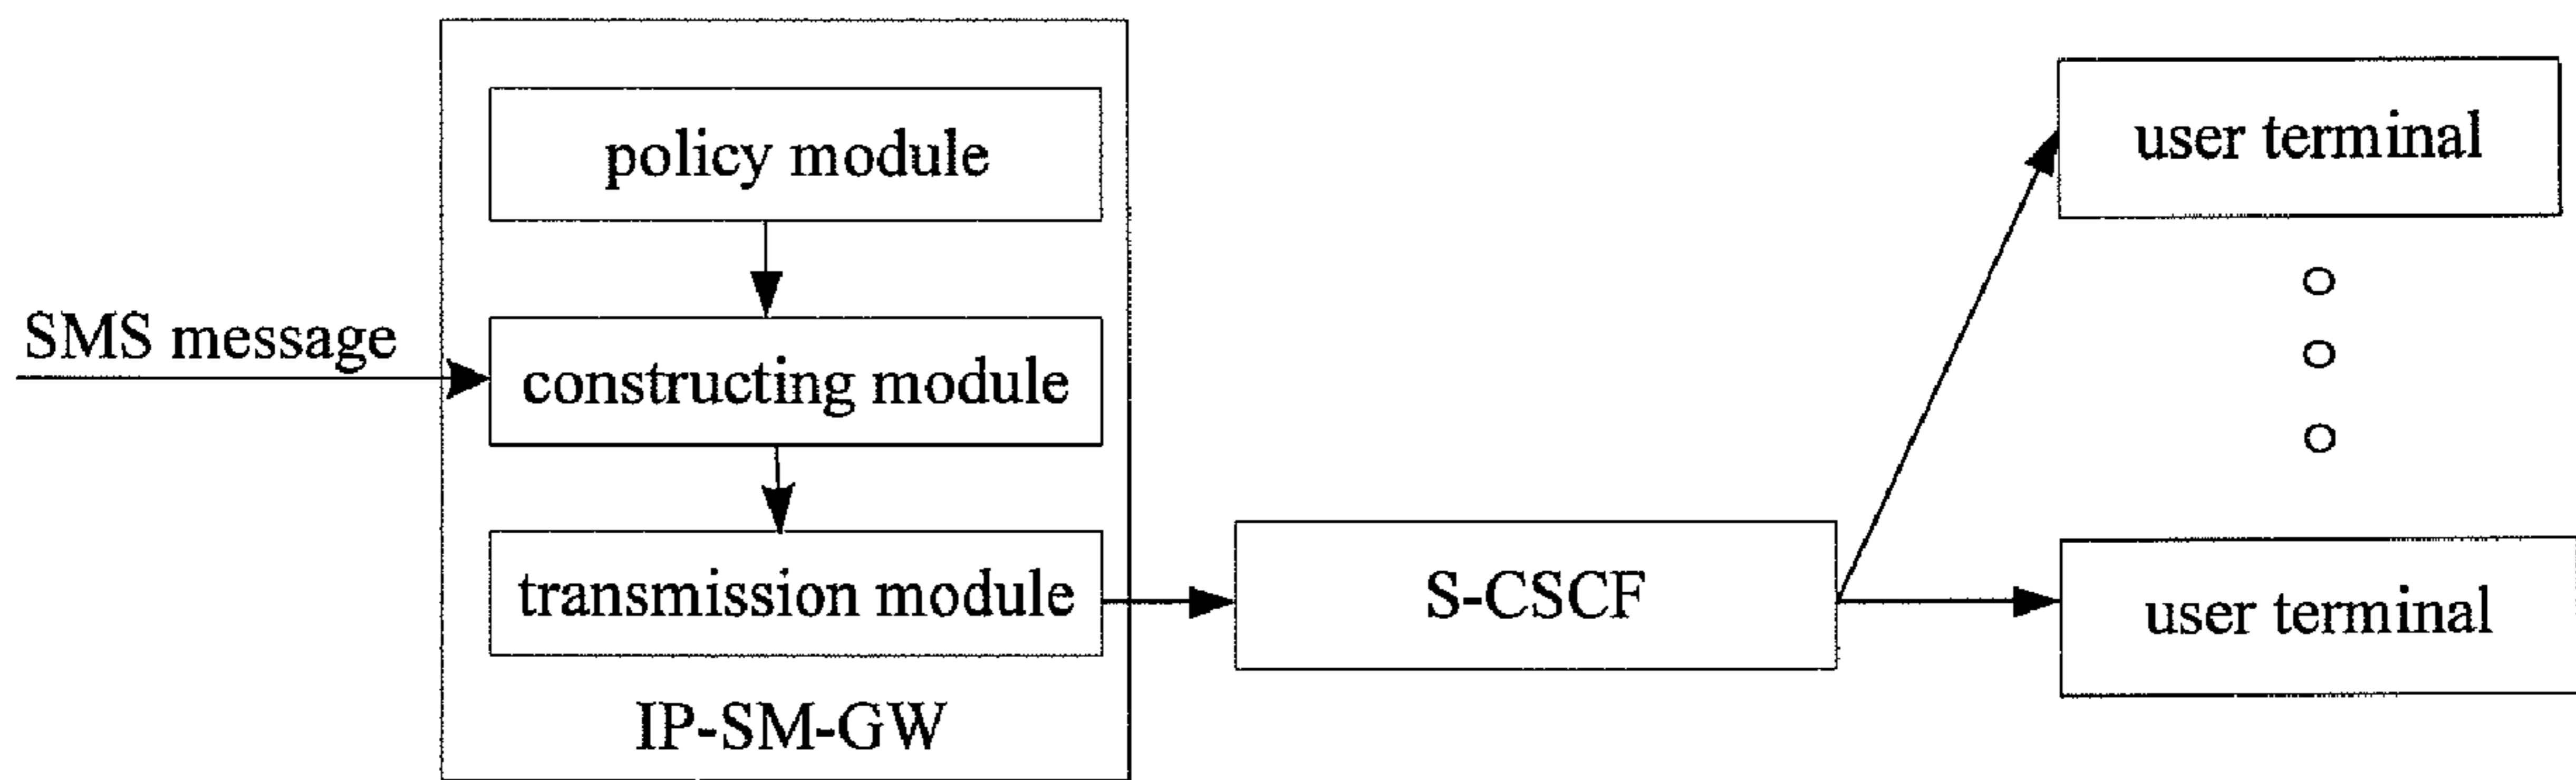 policy module
user terminal
SMS message
constructing module
transmission module
S-CSCF
user terminal
IP-SM-GW